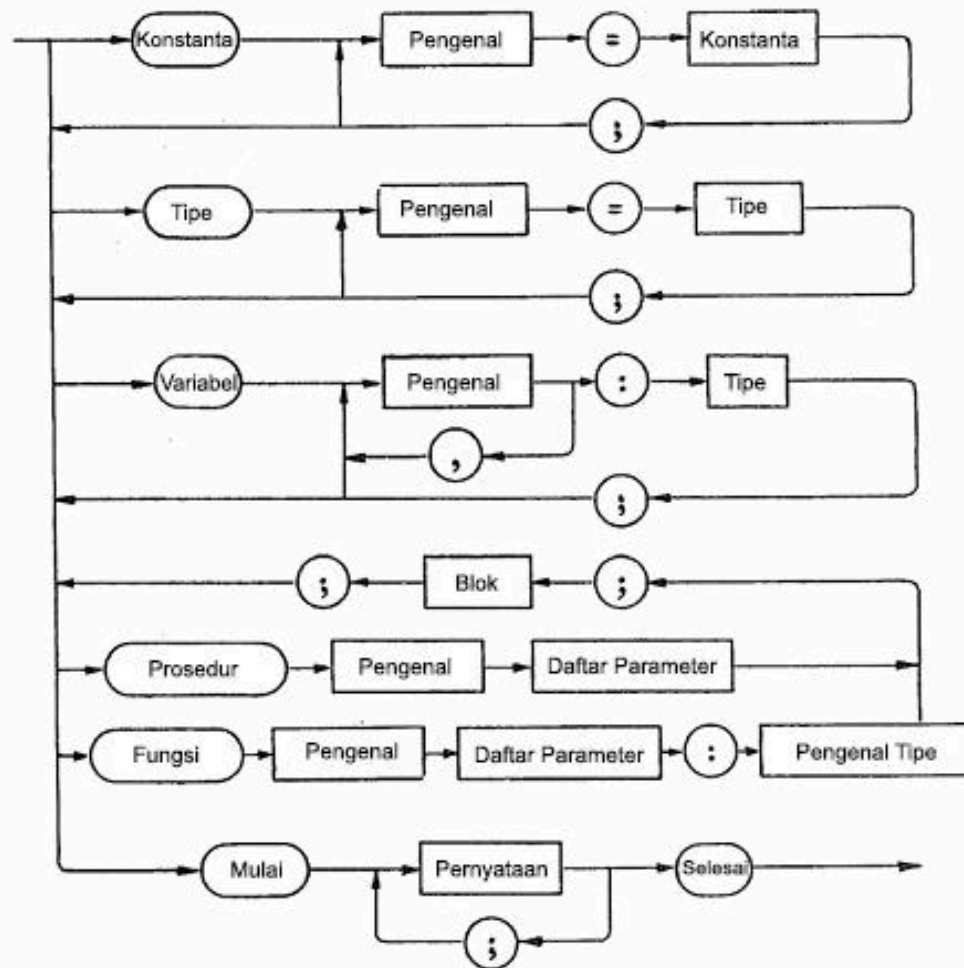 Konstanta Pengenal = Konstanta
;
Tipe Pengenal = Tipe
;
Variabel Pengenal : Tipe
,
;
; Blok ;
Prosedur Pengenal Daftar Parameter
Fungsi Pengenal Daftar Parameter : Pengenal Tipe
Mulai Pernyataan Selesai
;